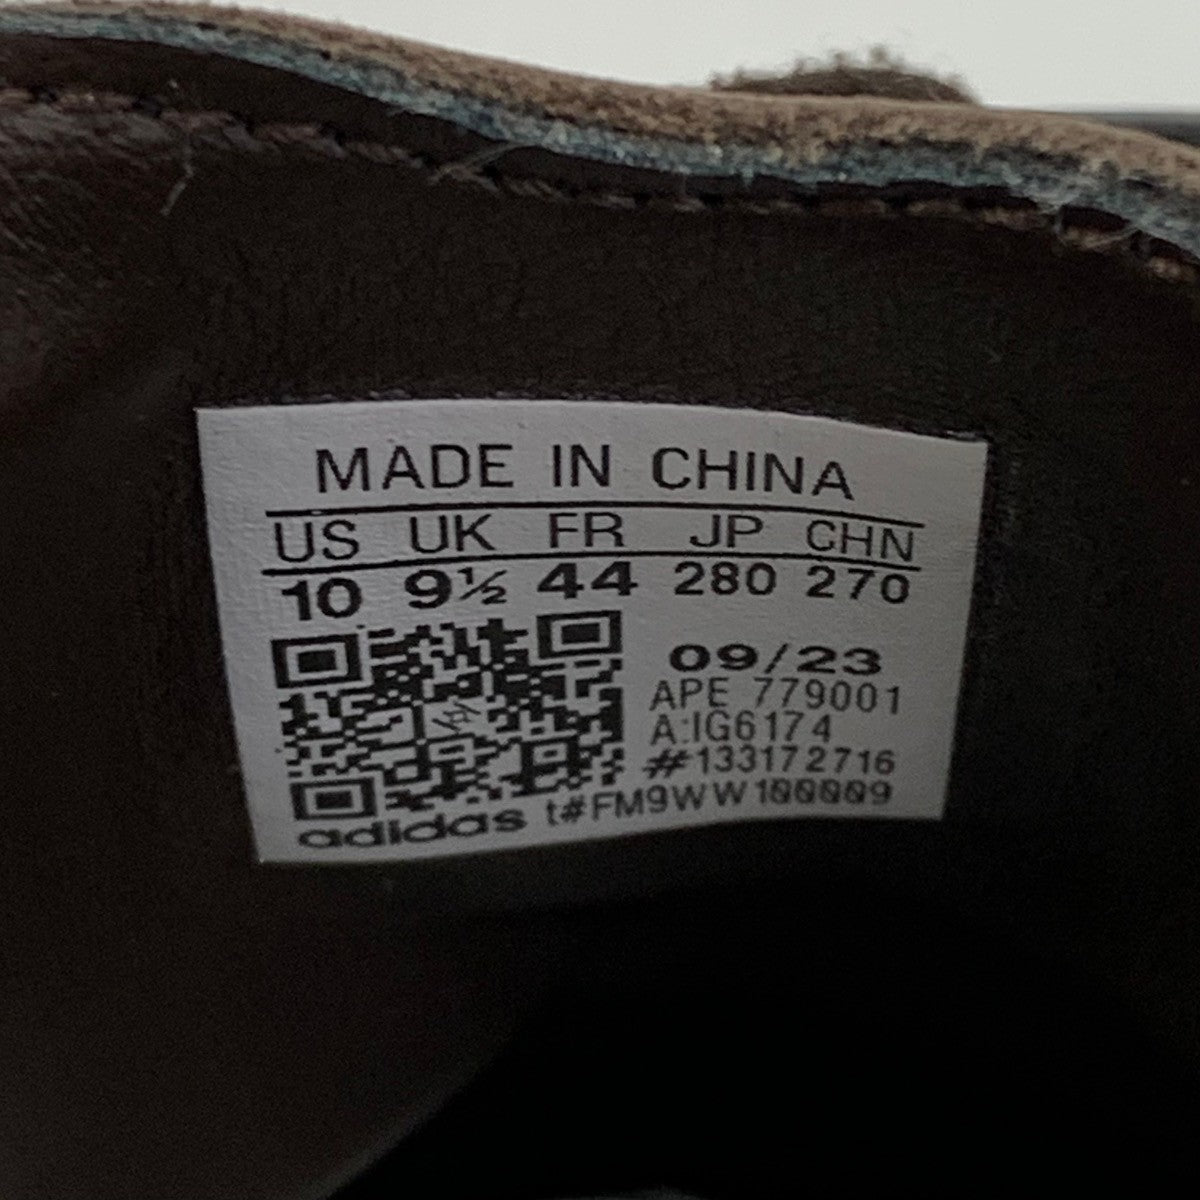 MADE IN CHINA
US UK FR JP CHN
10 9½ 44 280 270
09/23
APE 779001
A:IG6174
#133172716
adidas t#FM9WW100009